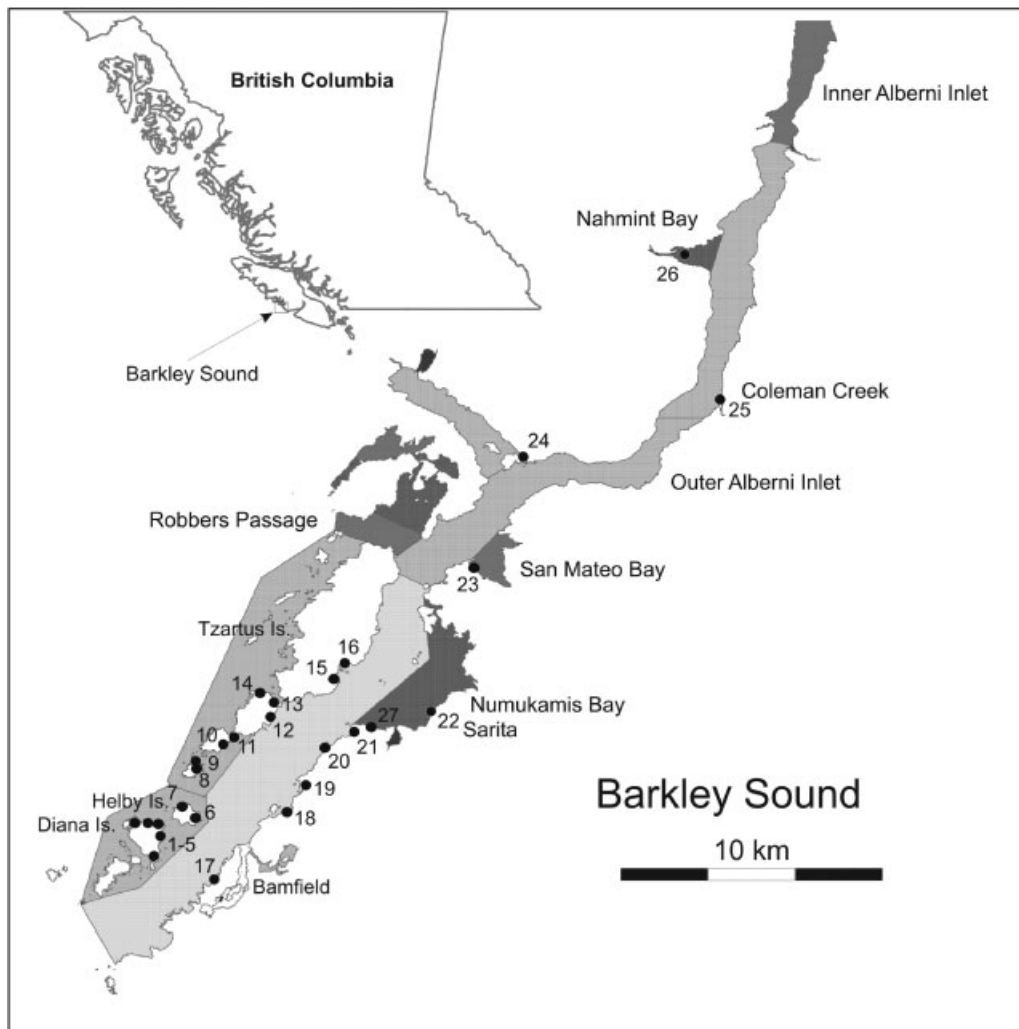 British Columbia
Inner Alberni Inlet
Nahmint Bay
26
Barkley Sound
Coleman Creek
25
24
Outer Alberni Inlet
Robbers Passage
San Mateo Bay
23
Tzartus Is.
16
15
14
13
12
Numukamis Bay
22
Sarita
27
21
10
11
20
9
8
19
Helby Is.
7
6
18
Diana Is.
1-5
17
Bamfield
Barkley Sound
10 km